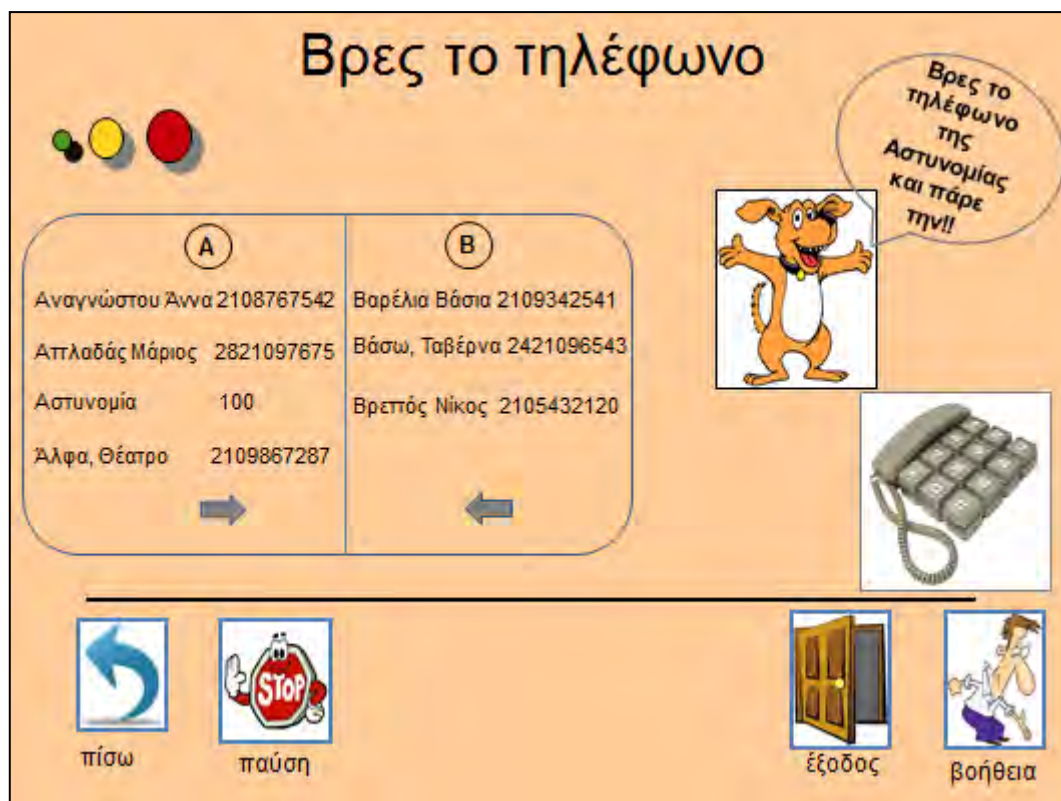 Βρες το τηλέφωνο
Βρες το
τηλέφωνο
της
Αστυνομίας
και πάρε
την!!
A
Αναγνώστου Άννα 2108767542
Απλαδάς Μάριος 2821097675
Αστυνομία 100
Άλφα, Θέατρο 2109867287
B
Βαρέλια Βάσια 2109342541
Βάσω, Ταβέρνα 2421096543
Βρεττός Νίκος 2105432120
STOP
πίσω
παύση
έξοδος
βοήθεια